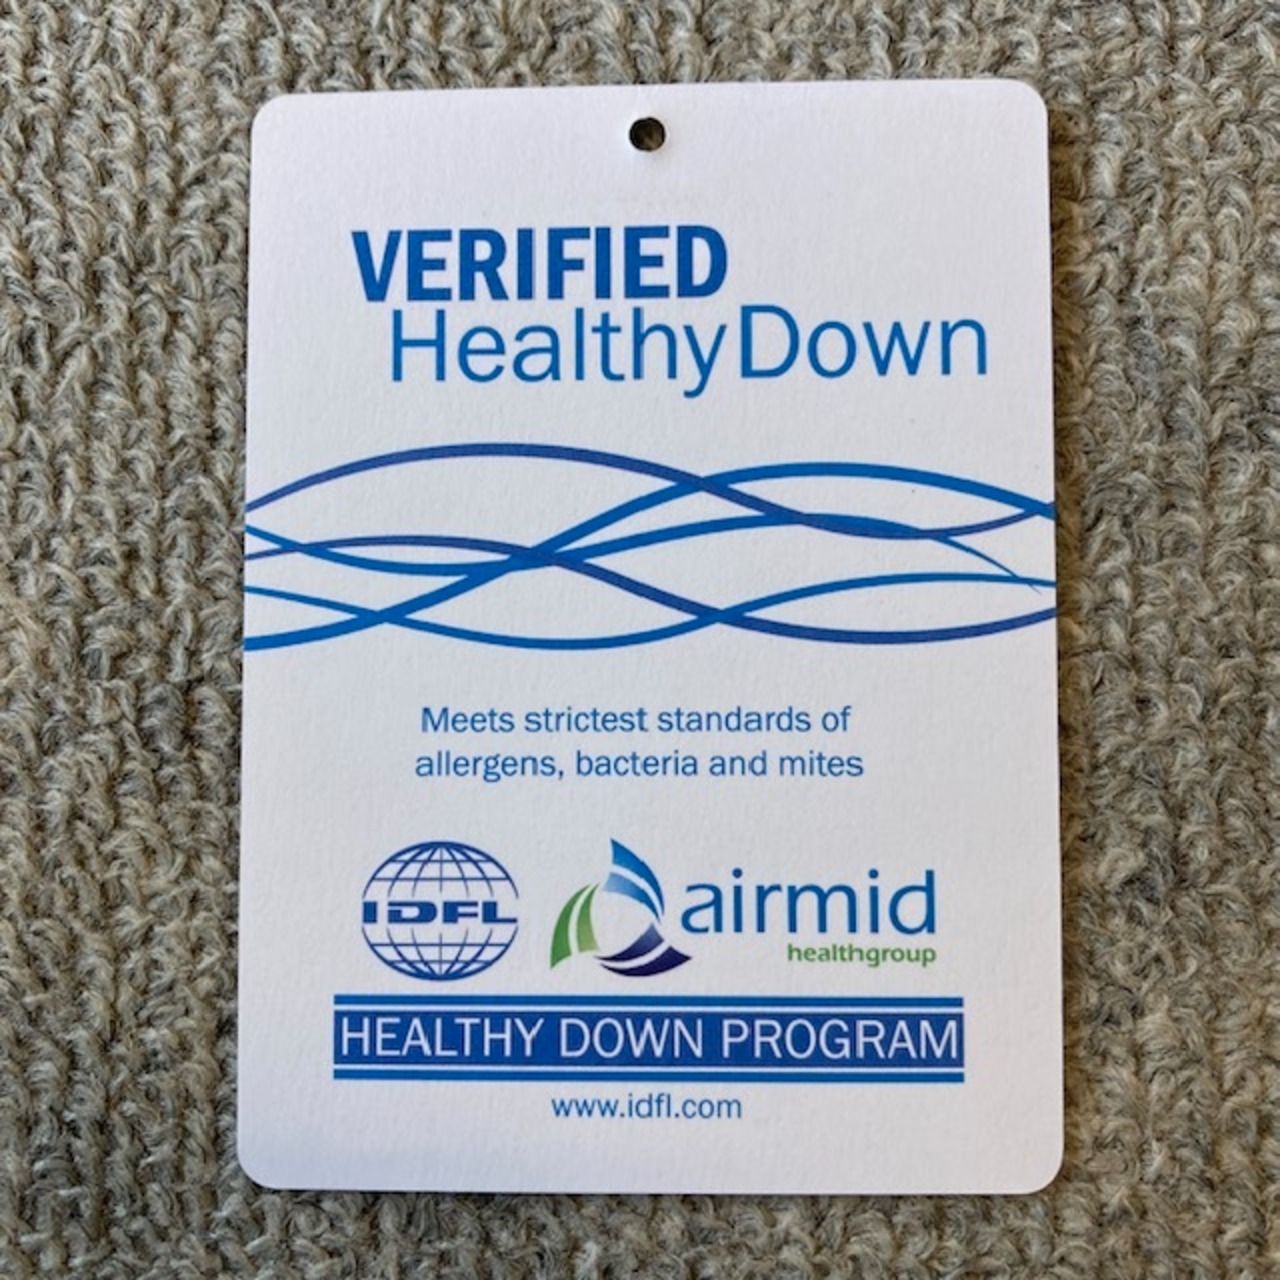 VERIFIED
HealthyDown
Meets strictest standards of
allergens, bacteria and mites
IDFL
airmid
healthgroup
HEALTHY DOWN PROGRAM
www.idfl.com